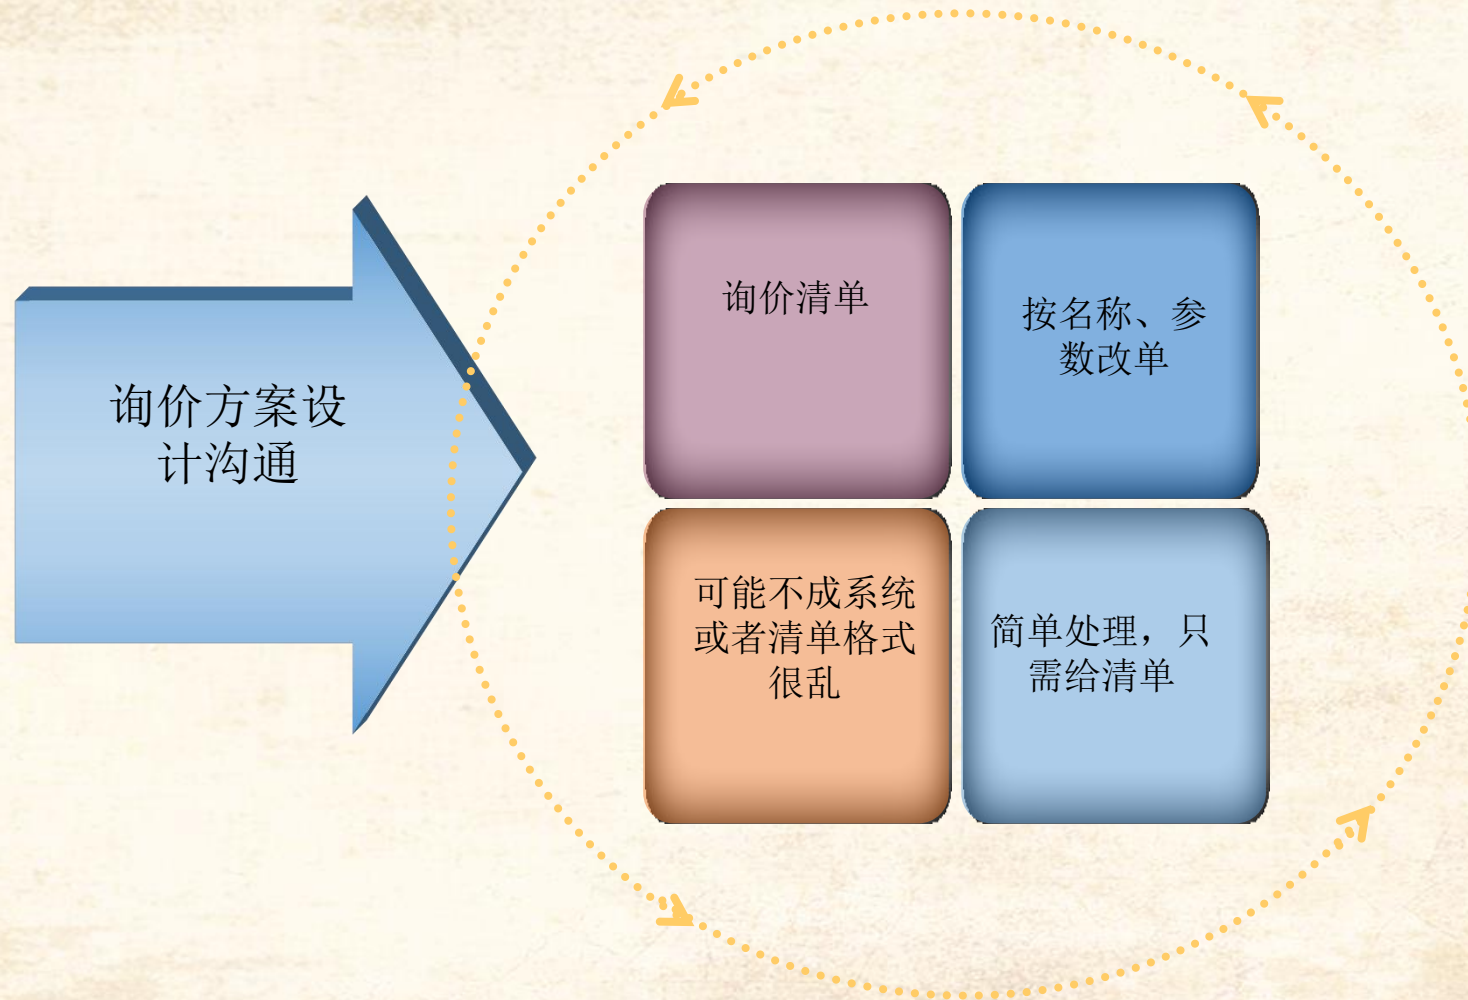 询价方案设
计沟通
询价清单
按名称、参
数改单
可能不成系统
或者清单格式
很乱
简单处理，只
需给清单